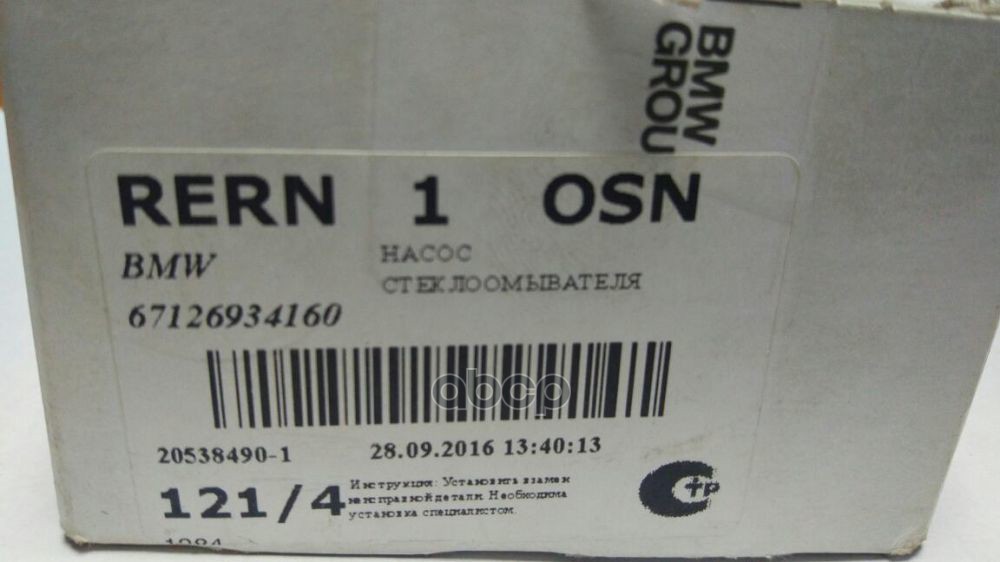 BMW
GROU
RERN 1 OSN
BMW
НАСОС
СТЕКЛООМЫВАТЕЛЯ
67126934160
abcp
20538490-1 28.09.2016 13:40:13
121/4
Инструкция: Установить взамен
неисправной детали. Необходима
установка специалистом.